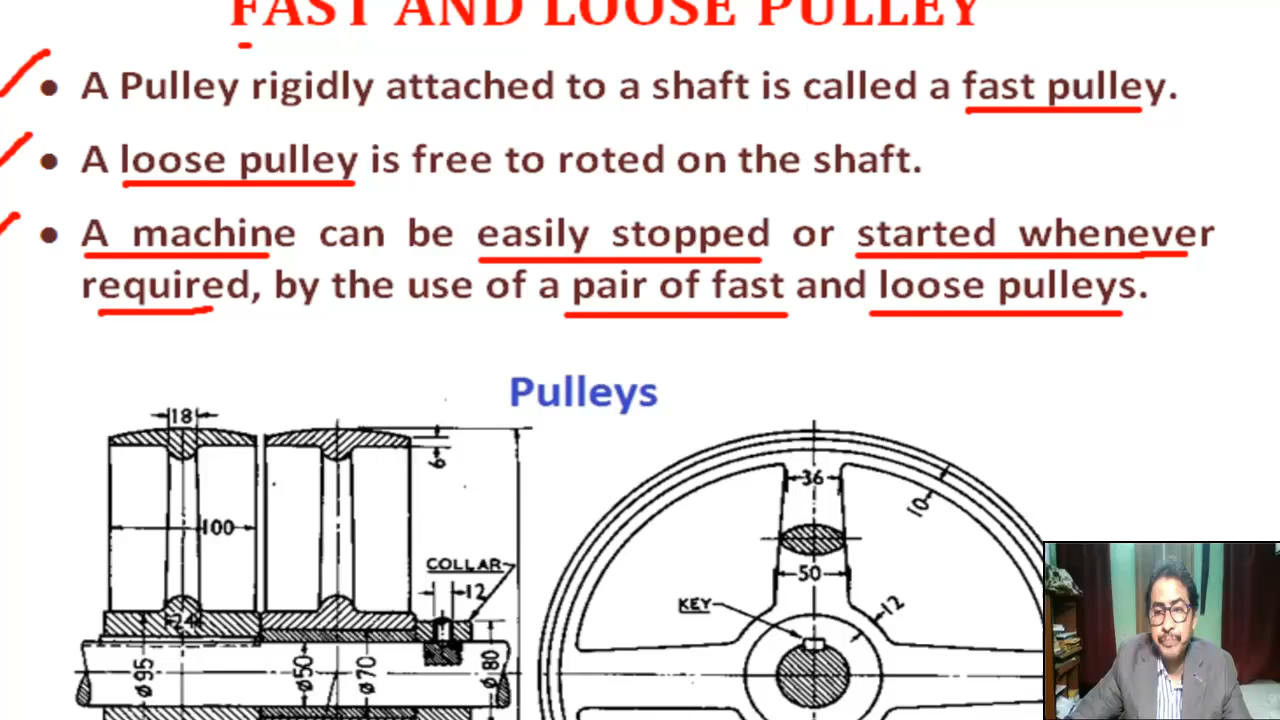 FAST AND LOOSE PULLEY
• A Pulley rigidly attached to a shaft is called a fast pulley.
• A loose pulley is free to roted on the shaft.
• A machine can be easily stopped or started whenever
required, by the use of a pair of fast and loose pulleys.
Pulleys
18
6
36
10
100
COLLAR
12
50
KEY
12
24
ø95
ø50
ø70
ø80